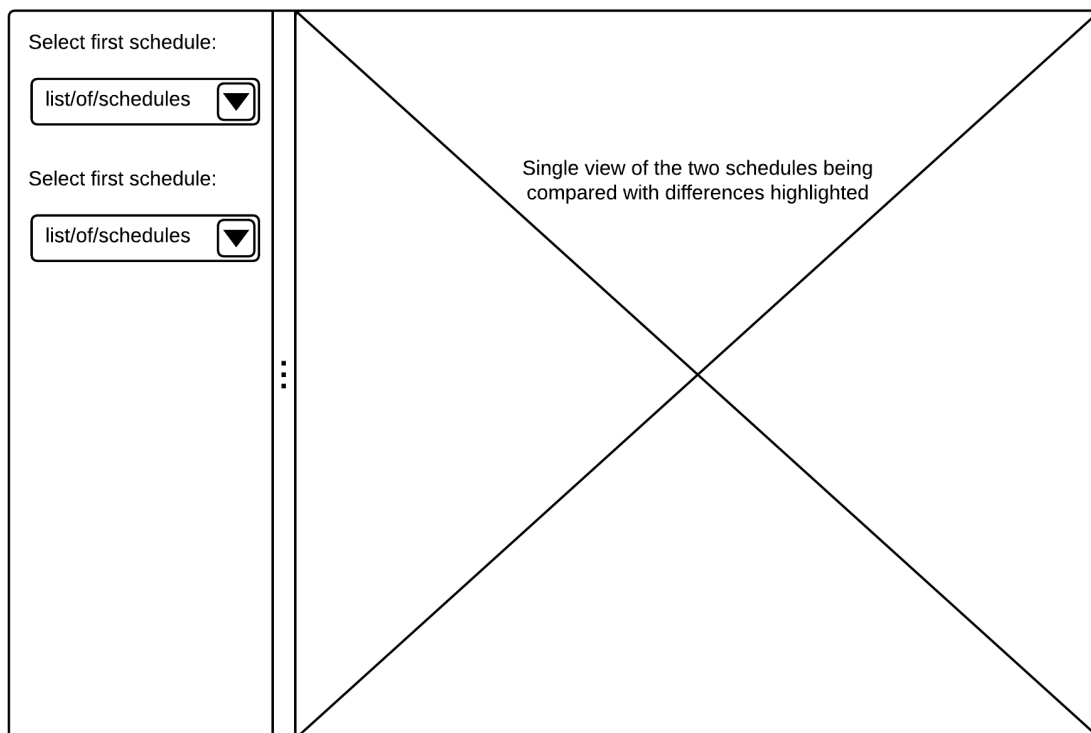 Select first schedule:
list/of/schedules
Select first schedule:
list/of/schedules
Single view of the two schedules being
compared with differences highlighted